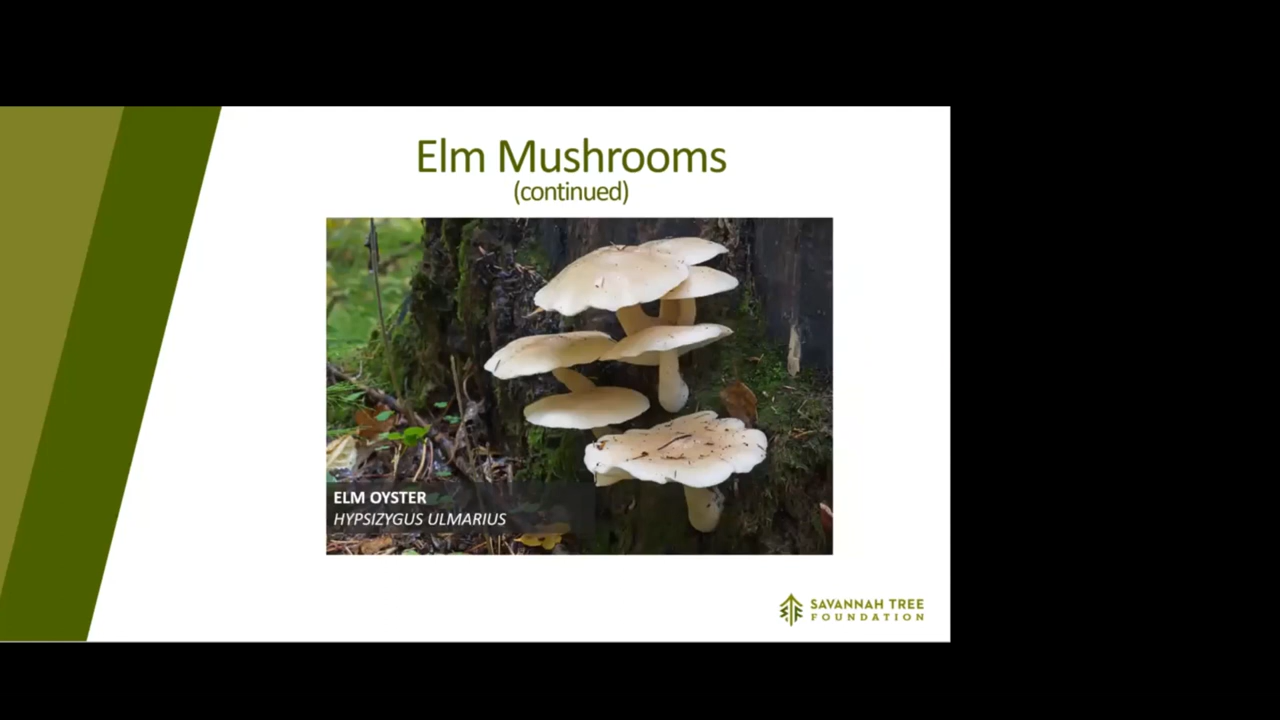 Elm Mushrooms
(continued)
ELM OYSTER
HYPSIZYGUS ULMARIUS
SAVANNAH TREE
FOUNDATION